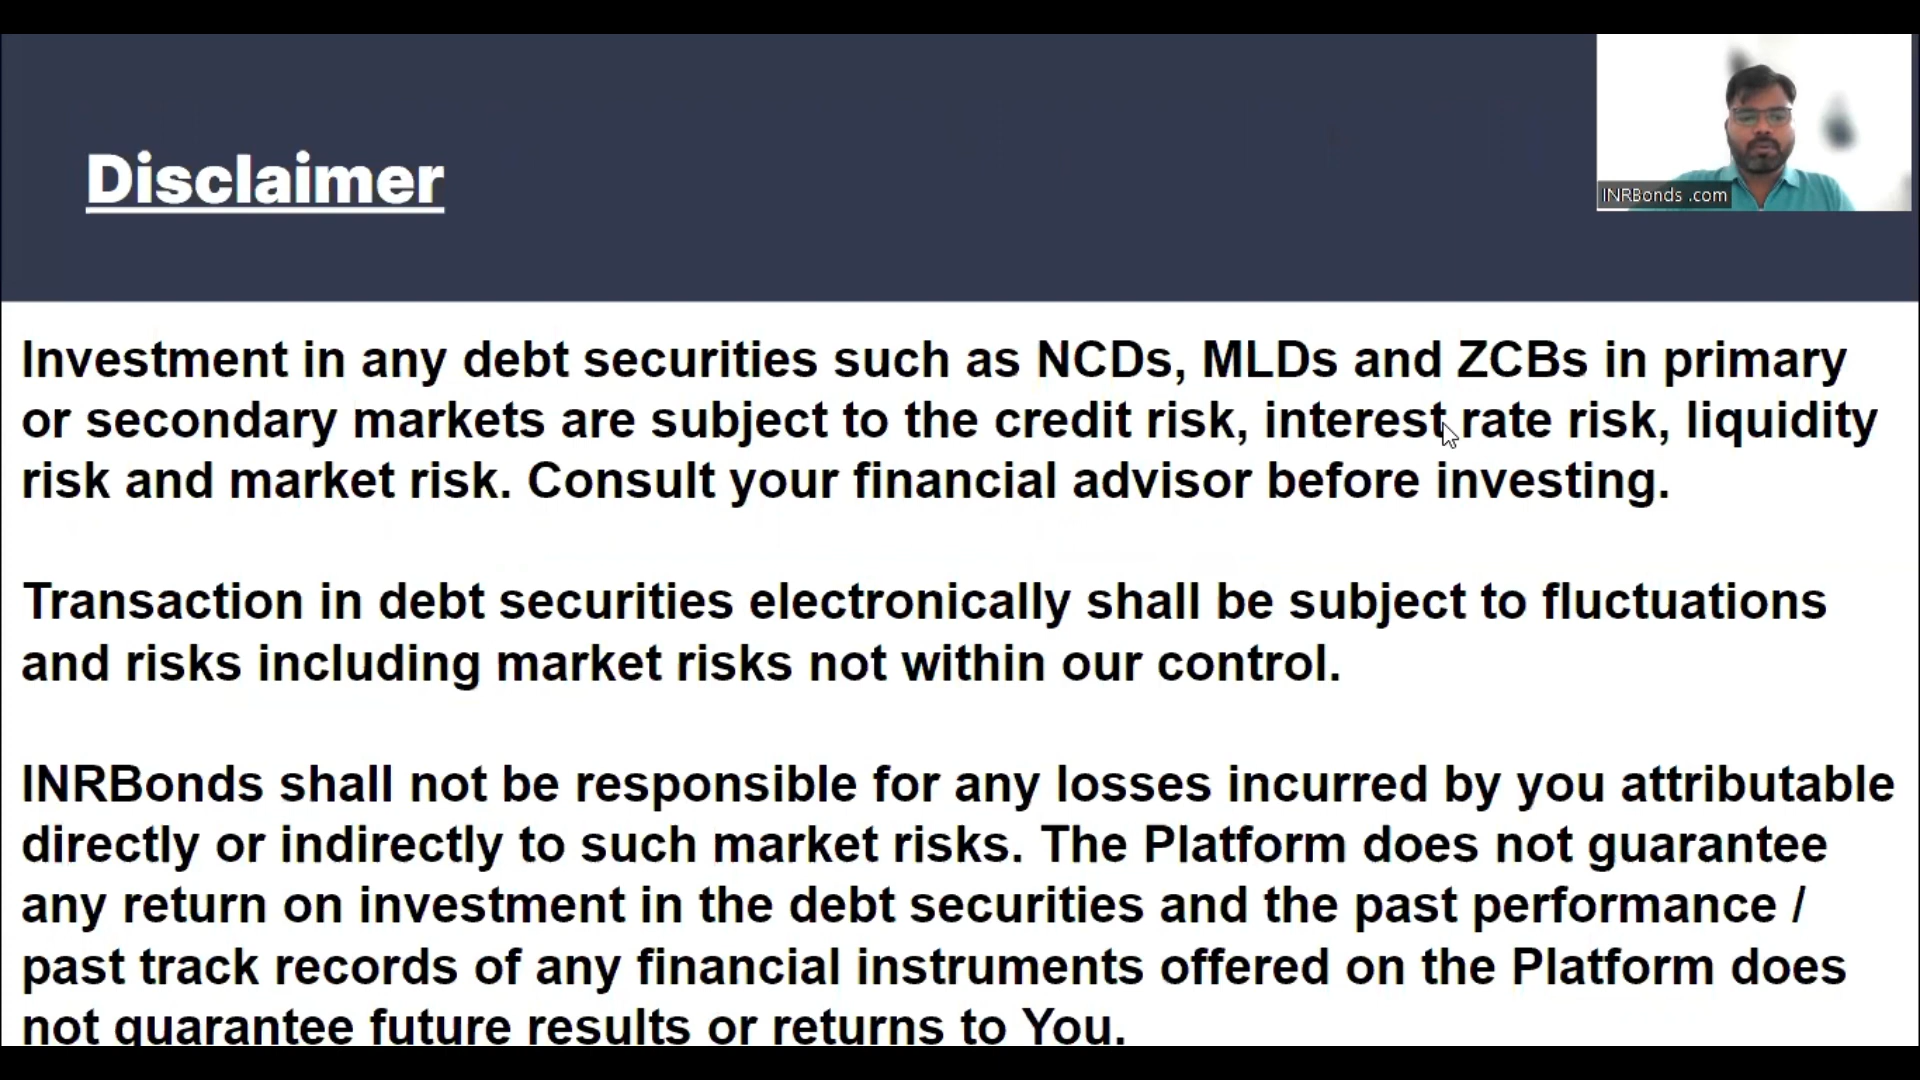 Disclaimer
INRBonds .com
Investment in any debt securities such as NCDs, MLDs and ZCBs in primary
or secondary markets are subject to the credit risk, interest rate risk, liquidity
risk and market risk. Consult your financial advisor before investing.
Transaction in debt securities electronically shall be subject to fluctuations
and risks including market risks not within our control.
INRBonds shall not be responsible for any losses incurred by you attributable
directly or indirectly to such market risks. The Platform does not guarantee
any return on investment in the debt securities and the past performance /
past track records of any financial instruments offered on the Platform does
not guarantee future results or returns to You.